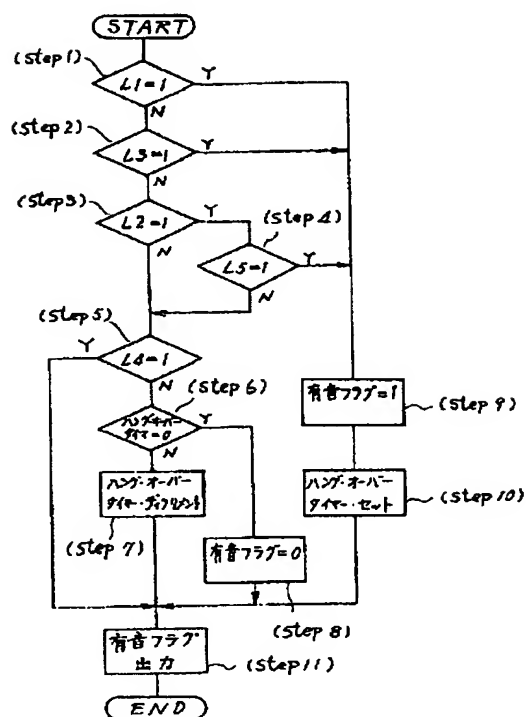 START
(step 1)
L1=1
Y
N
(step 2)
L3=1
Y
N
(step 3)
L2=1
Y
N
(step 4)
L5=1
Y
N
(step 5)
Y
L4=1
N
(step 6)
ハングオーバー
タイマ=0
Y
N
有音フラグ=1
(step 9)
ハング・オーバー
タイマー・ディクリメント
(step 7)
ハング・オーバー
タイマー・セット
(step 10)
有音フラグ=0
(step 8)
有音フラグ
出力
(step 11)
END